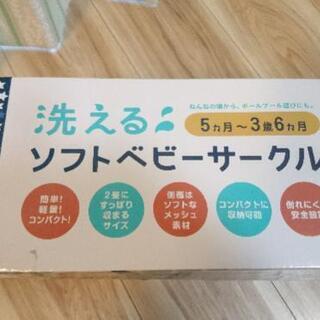 洗える
ねんねの頃から、ボールプール遊びにも。
5ヵ月〜3歳6ヵ月
ソフトベビーサークル
簡単!
軽量!
コンパクト!
2畳に
すっぽり
収まる
サイズ
側面は
ソフトな
メッシュ
素材
コンパクトに
収納可能
倒れにく
安全設